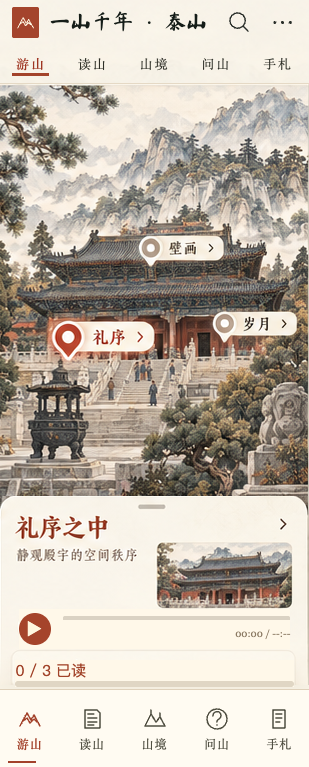 一山千年 · 泰山
游山 读山 山境 问山 手札
壁画
岁月
礼序
礼序之中
静观殿宇的空间秩序
00:00 / --:--
0 / 3 已读
游山 读山 山境 问山 手札